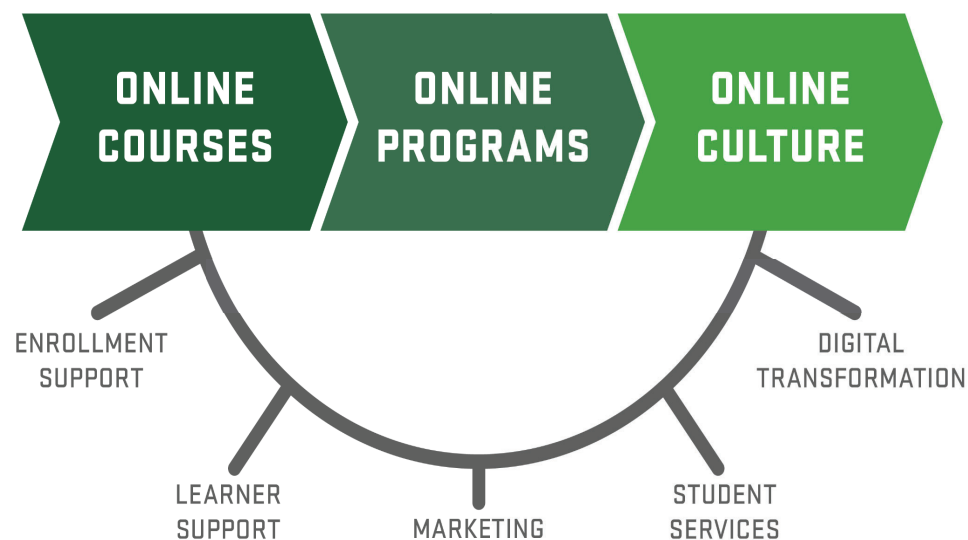 ONLINE
COURSES
ONLINE
PROGRAMS
ONLINE
CULTURE
ENROLLMENT
SUPPORT
LEARNER
SUPPORT
MARKETING
STUDENT
SERVICES
DIGITAL
TRANSFORMATION